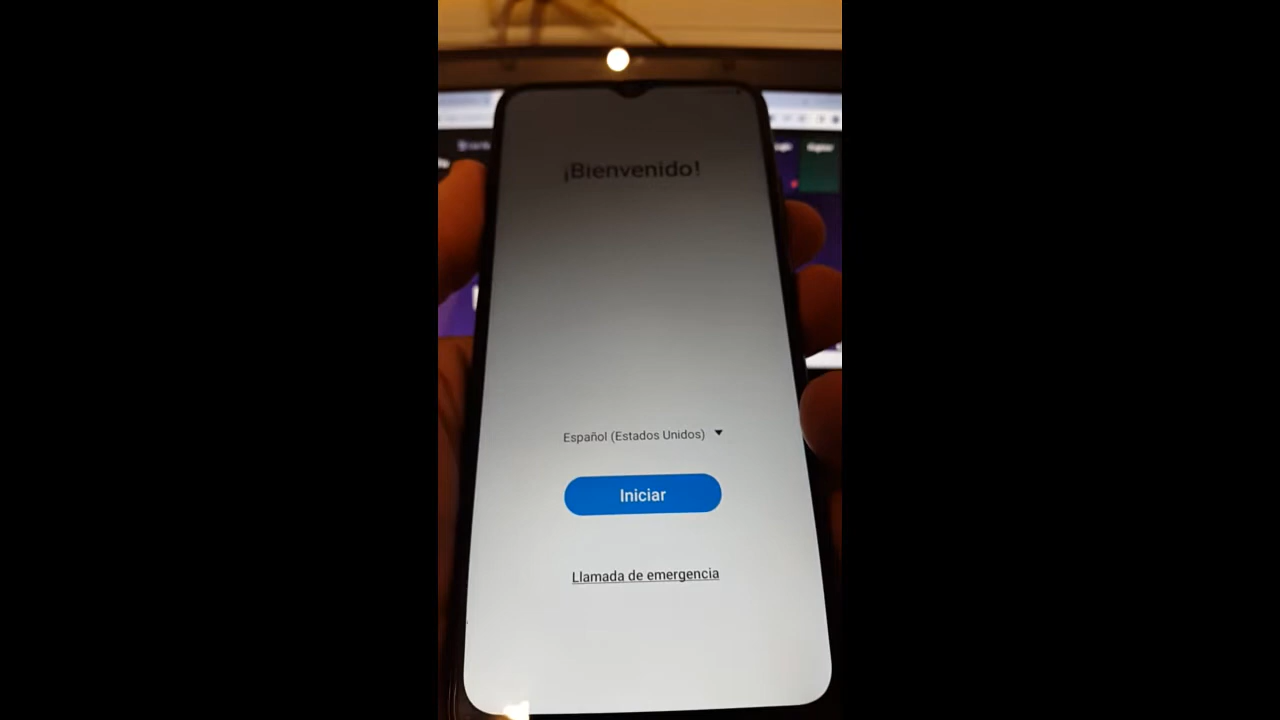 ¡Bienvenido!
Español (Estados Unidos)
Iniciar
Llamada de emergencia